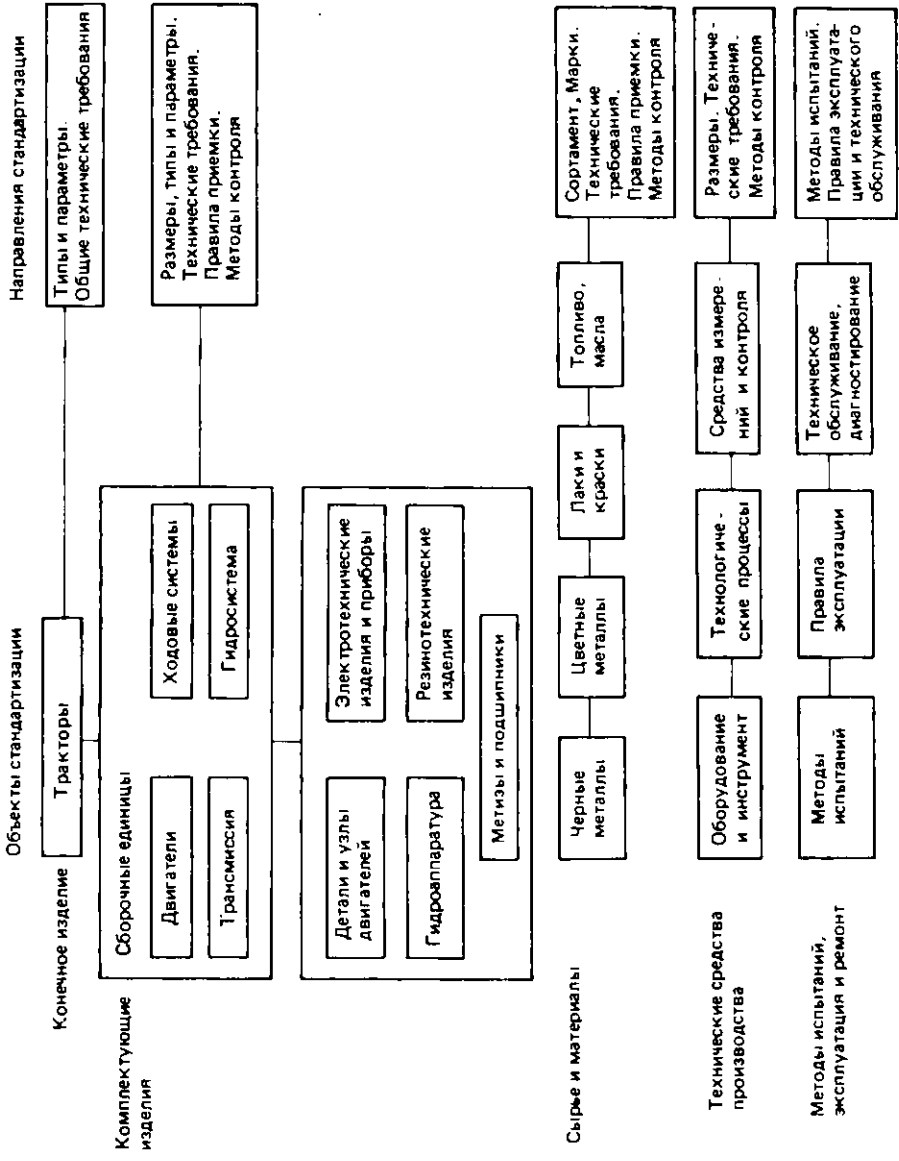 Объекты стандартизации
Направления стандартизации
Конечное изделие
Тракторы
Типы и параметры.
Общие технические требования
Комплектующие
изделия
Сборочные единицы
Двигатели
Ходовые системы
Трансмиссия
Гидросистема
Размеры, типы и параметры.
Технические требования.
Правила приемки.
Методы контроля
Детали и узлы
двигателей
Электротехнические
изделия и приборы
Гидроаппаратура
Резинотехнические
изделия
Метизы и подшипники
Сырье и материалы
Черные
металлы
Цветные
металлы
Лаки и
краски
Топливо,
масла
Сортамент, Марки.
Технические
требования.
Правила приемки.
Методы контроля
Технические средства
производства
Оборудование
и инструмент
Технологиче-
ские процессы
Средства измере-
ний и контроля
Размеры. Техниче-
ские требования.
Методы контроля
Методы испытаний,
эксплуатация и ремонт
Методы
испытаний
Правила
эксплуатации
Техническое
обслуживание,
диагностирование
Методы испытаний.
Правила эксплуата-
ции и технического
обслуживания